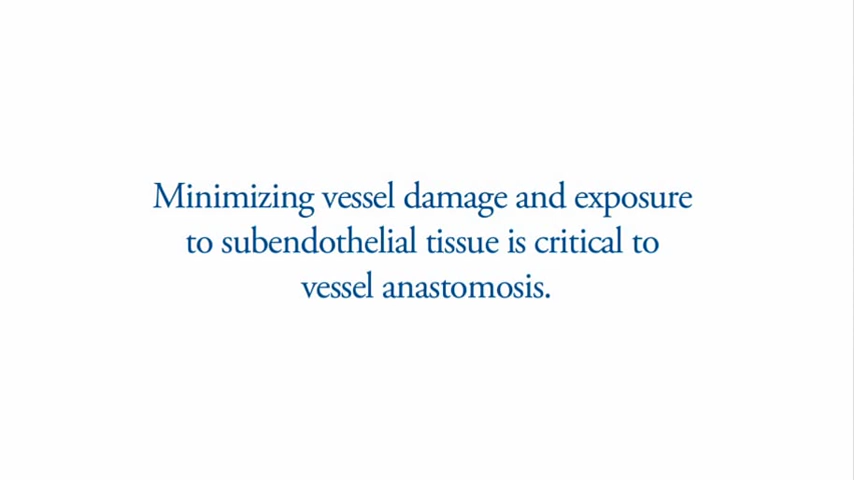 Minimizing vessel damage and exposure
to subendothelial tissue is critical to
vessel anastomosis.